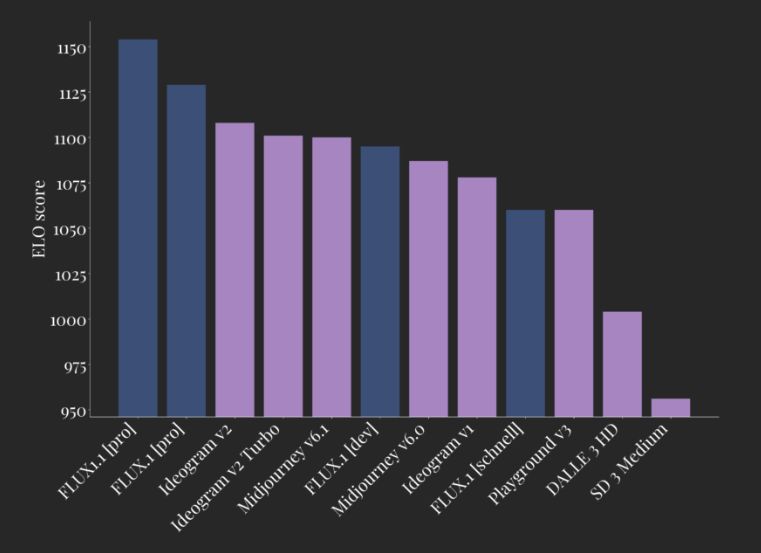 1150
1125
1100
1075
1050
1025
1000
975
950
ELO score
FLUX1.1 [pro]
FLUX.1 [pro]
Ideogram v2
Ideogram v2 Turbo
Midjourney v6.1
FLUX.1 [dev]
Midjourney v6.0
Ideogram v1
FLUX.1 [schnell]
Playground v3
DALLE 3 HD
SD 3 Medium